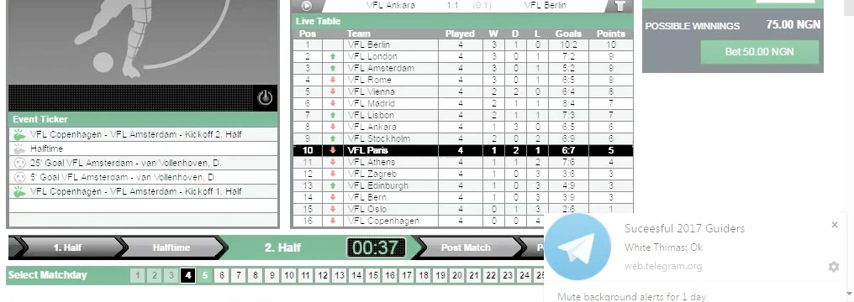 VFL Ankara 1:1 (0:1) VFL Berlin
Live Table
Pos Team Played W D L Goals Points
1 VFL Berlin 4 3 1 0 10:2 10
2 VFL London 4 3 0 1 7:2 9
3 VFL Amsterdam 4 3 0 1 5:2 9
4 VFL Rome 4 3 0 1 6:5 9
5 VFL Vienna 4 2 2 0 6:4 8
6 VFL Madrid 4 2 1 1 8:4 7
7 VFL Lisbon 4 2 1 1 7:3 7
8 VFL Ankara 4 1 3 0 6:5 6
9 VFL Stockholm 4 2 0 2 6:9 6
10 VFL Paris 4 1 2 1 6:7 5
11 VFL Athens 4 1 1 2 7:6 4
12 VFL Zagreb 4 1 0 3 3:6 3
13 VFL Edinburgh 4 1 0 3 4:9 3
14 VFL Bern 4 1 0 3 3:9 3
15 VFL Oslo 4 0 1 3 2:6 1
16 VFL Copenhagen 4 0 0 4
POSSIBLE WINNINGS 75.00 NGN
Bet 50.00 NGN
Event Ticker
VFL Copenhagen - VFL Amsterdam - Kickoff 2. Half
Halftime
25' Goal VFL Amsterdam - van Vollenhoven, D.
5' Goal VFL Amsterdam - van Vollenhoven, D.
VFL Copenhagen - VFL Amsterdam - Kickoff 1. Half
1. Half Halftime 2. Half 00:37 Post Match
Select Matchday 1 2 3 4 5 6 7 8 9 10 11 12 13 14 15 16 17 18 19 20 21 22 23 24
Suceesful 2017 Guiders
White Thimas: Ok
web.telegram.org
Mute background alerts for 1 day